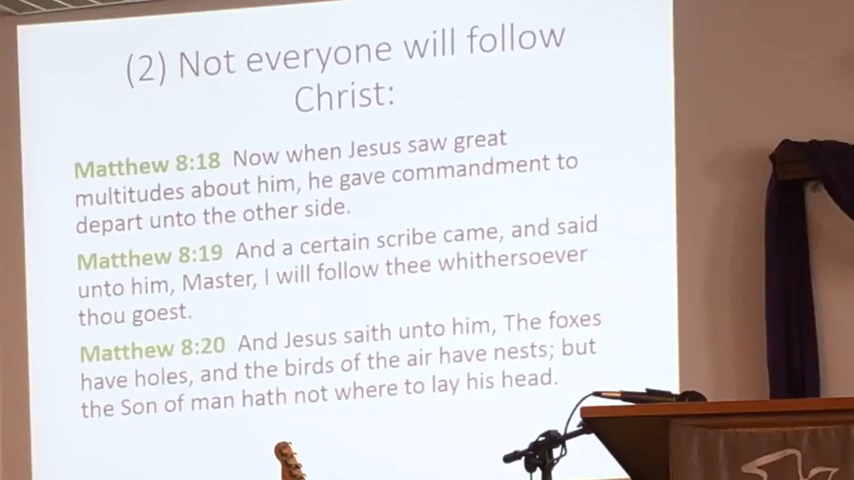 (2) Not everyone will follow
Christ:
Matthew 8:18 Now when Jesus saw great
multitudes about him, he gave commandment to
depart unto the other side.
Matthew 8:19 And a certain scribe came, and said
unto him, Master, I will follow thee whithersoever
thou goest.
Matthew 8:20 And Jesus saith unto him, The foxes
have holes, and the birds of the air have nests; but
the Son of man hath not where to lay his head.